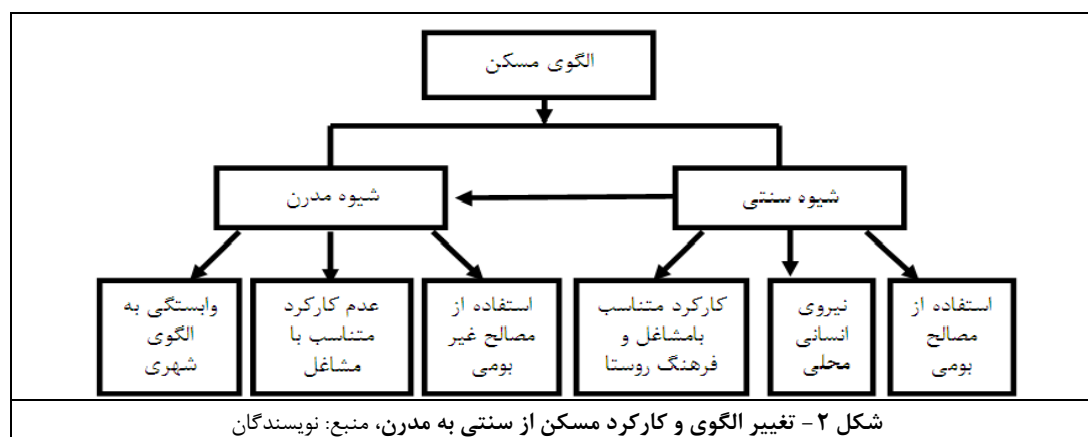 الگوی مسکن
شیوه سنتی
شیوه مدرن
استفاده از
مصالح
بومی
نیروی
انسانی
محلی
کارکرد متناسب
بامشاغل و
فرهنگ روستا
استفاده از
مصالح غیر
بومی
عدم کارکرد
متناسب با
مشاغل
وابستگی به
الگوی
شهری
شکل ۲- تغییر الگوی و کارکرد مسکن از سنتی به مدرن، منبع: نویسندگان